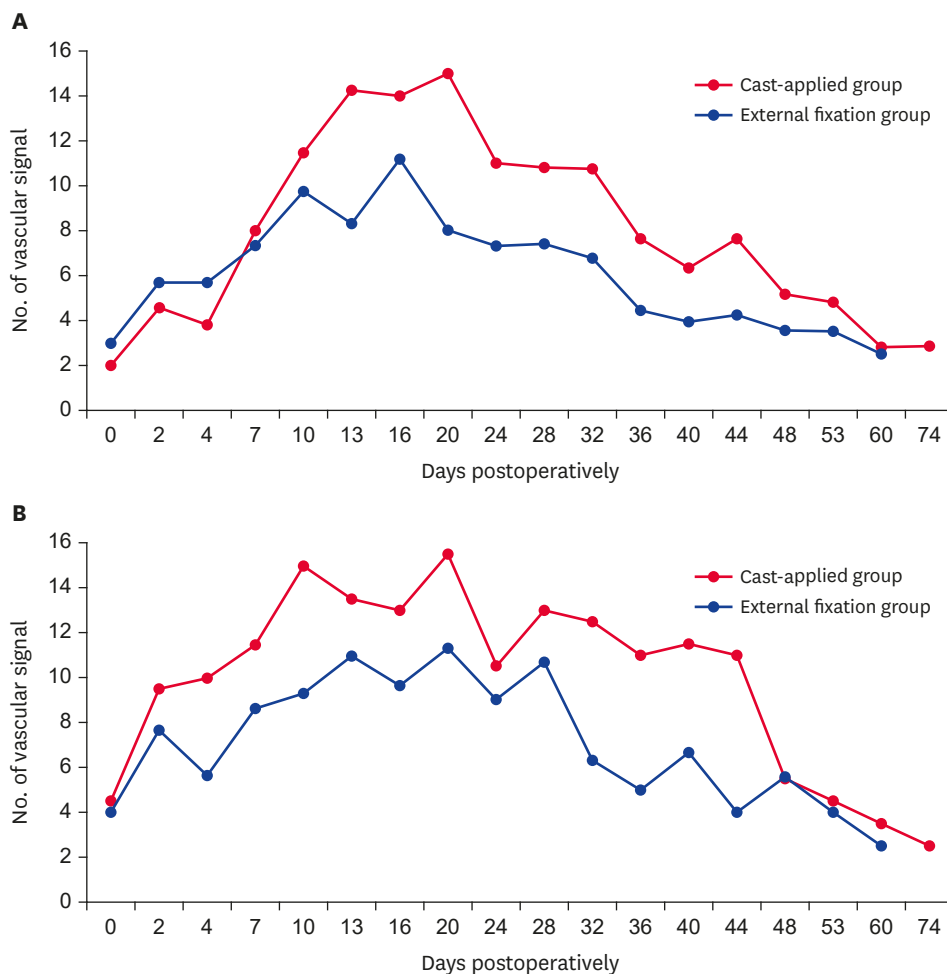 A
16
14
12
10
8
6
4
2
0
No. of vascular signal
Cast-applied group
External fixation group
0 2 4 7 10 13 16 20 24 28 32 36 40 44 48 53 60 74
Days postoperatively
B
16
14
12
10
8
6
4
2
0
No. of vascular signal
Cast-applied group
External fixation group
0 2 4 7 10 13 16 20 24 28 32 36 40 44 48 53 60 74
Days postoperatively